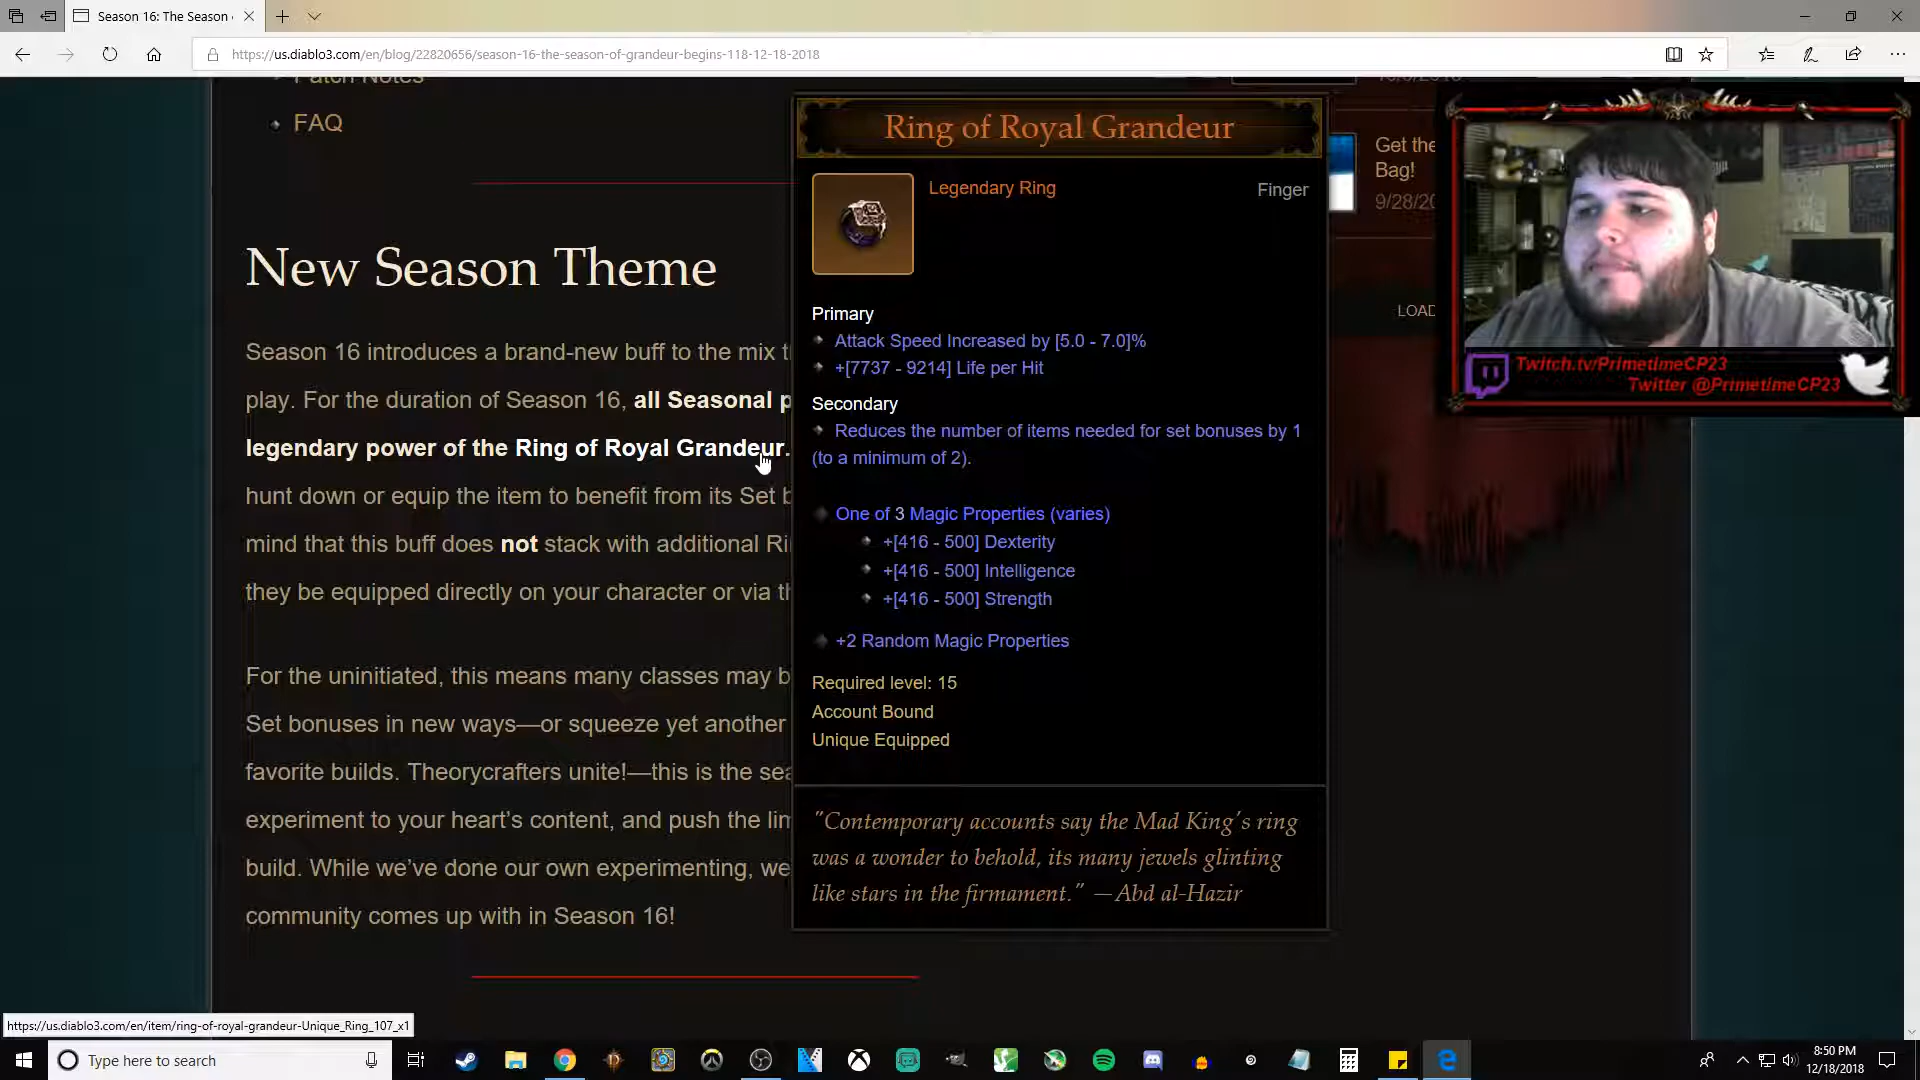 Season 16: The Season
https://us.diablo3.com/en/blog/22820656/season-16-the-season-of-grandeur-begins-118-12-18-2018
Patch Notes
FAQ
New Season Theme
Season 16 introduces a brand-new buff to the mix
play. For the duration of Season 16, all Seasonal
legendary power of the Ring of Royal Grandeur.
hunt down or equip the item to benefit from its Set
mind that this buff does not stack with additional
they be equipped directly on your character or via
For the uninitiated, this means many classes may
Set bonuses in new ways—or squeeze yet another
favorite builds. Theorycrafters unite!—this is the
experiment to your heart's content, and push the
build. While we've done our own experimenting,
community comes up with in Season 16!
Ring of Royal Grandeur
Legendary Ring
Finger
Primary
Attack Speed Increased by [5.0 - 7.0]%
+[7737 - 9214] Life per Hit
Secondary
Reduces the number of items needed for set bonuses by 1
(to a minimum of 2).
One of 3 Magic Properties (varies)
+[416 - 500] Dexterity
+[416 - 500] Intelligence
+[416 - 500] Strength
+2 Random Magic Properties
Required level: 15
Account Bound
Unique Equipped
"Contemporary accounts say the Mad King's ring
was a wonder to behold, its many jewels glinting
like stars in the firmament." —Abd al-Hazir
Get the
Bag!
9/28/20
LOAD
Twitch.tv/PrimetimeCP23
Twitter @PrimetimeCP23
https://us.diablo3.com/en/item/ring-of-royal-grandeur-Unique_Ring_107_x1
Type here to search
8:50 PM
12/18/2018